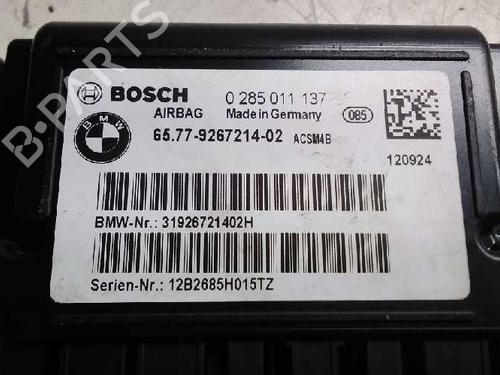 BOSCH 0 285 011 137
AIRBAG Made in Germany 085
BMW 65.77-9267214-02 ACSM4B
120924
BMW-Nr.: 31926721402H
Serien-Nr.: 12B2685H015TZ
B-PARTS